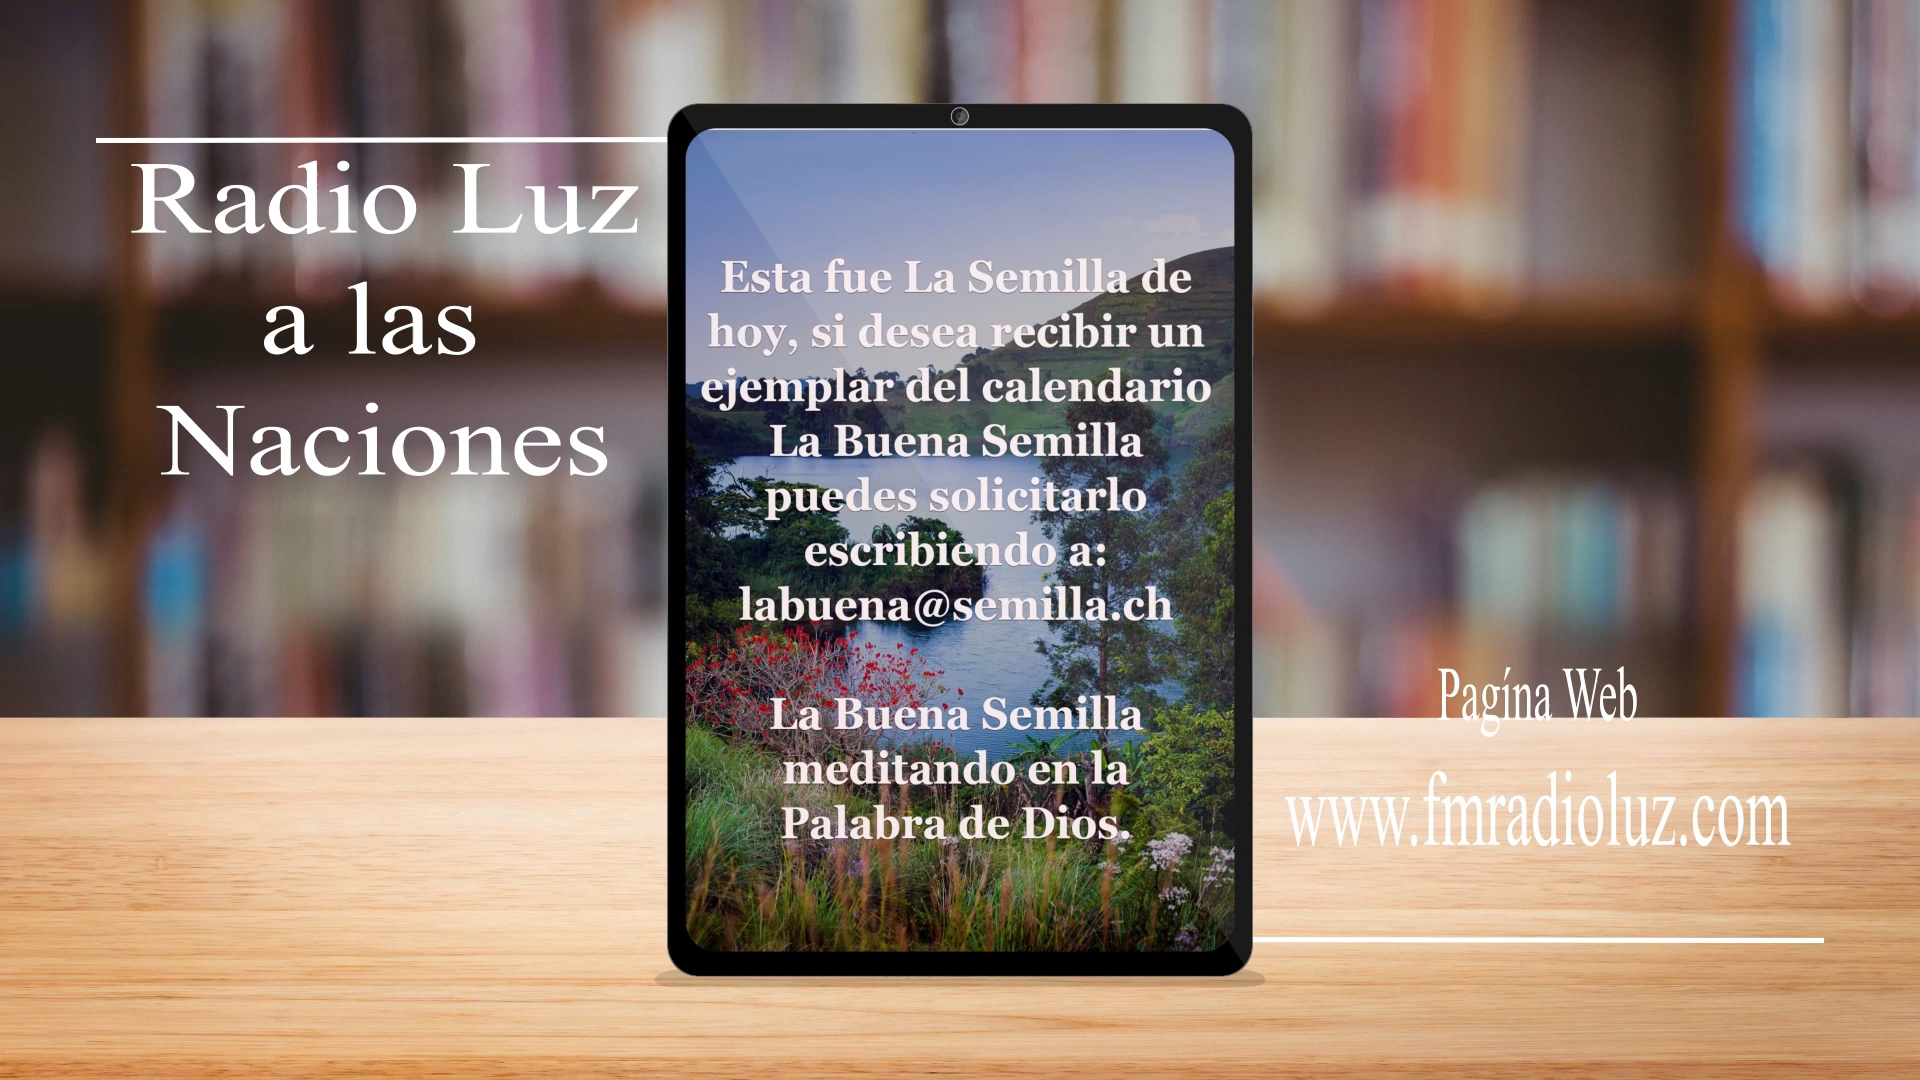 Radio Luz
a las
Naciones
Esta fue La Semilla de
hoy, si desea recibir un
ejemplar del calendario
La Buena Semilla
puedes solicitarlo
escribiendo a:
labuena@semilla.ch
La Buena Semilla
meditando en la
Palabra de Dios.
Pagína Web
www.fmradioluz.com